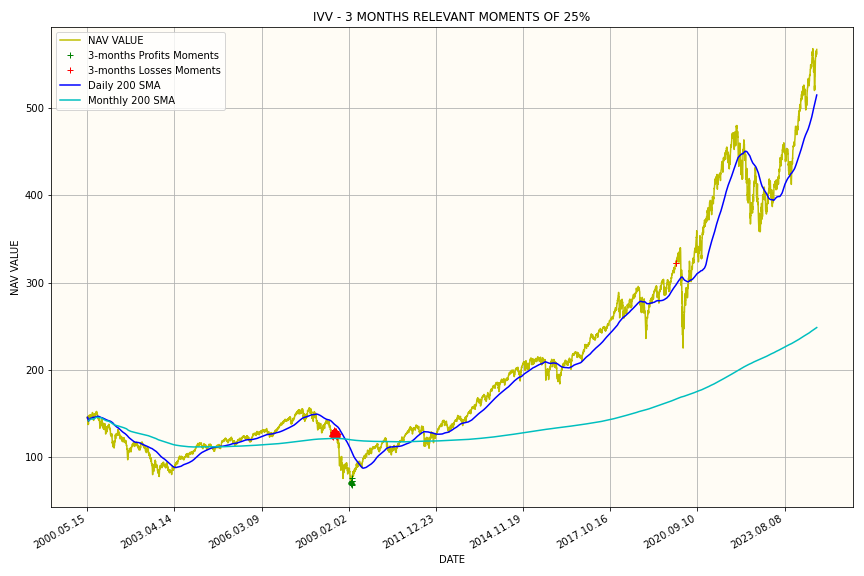 IVV - 3 MONTHS RELEVANT MOMENTS OF 25%
NAV VALUE
3-months Profits Moments
3-months Losses Moments
Daily 200 SMA
Monthly 200 SMA
NAV VALUE
500
400
300
200
100
2000.05.15
2003.04.14
2006.03.09
2009.02.02
2011.12.23
2014.11.19
2017.10.16
2020.09.10
2023.08.08
DATE